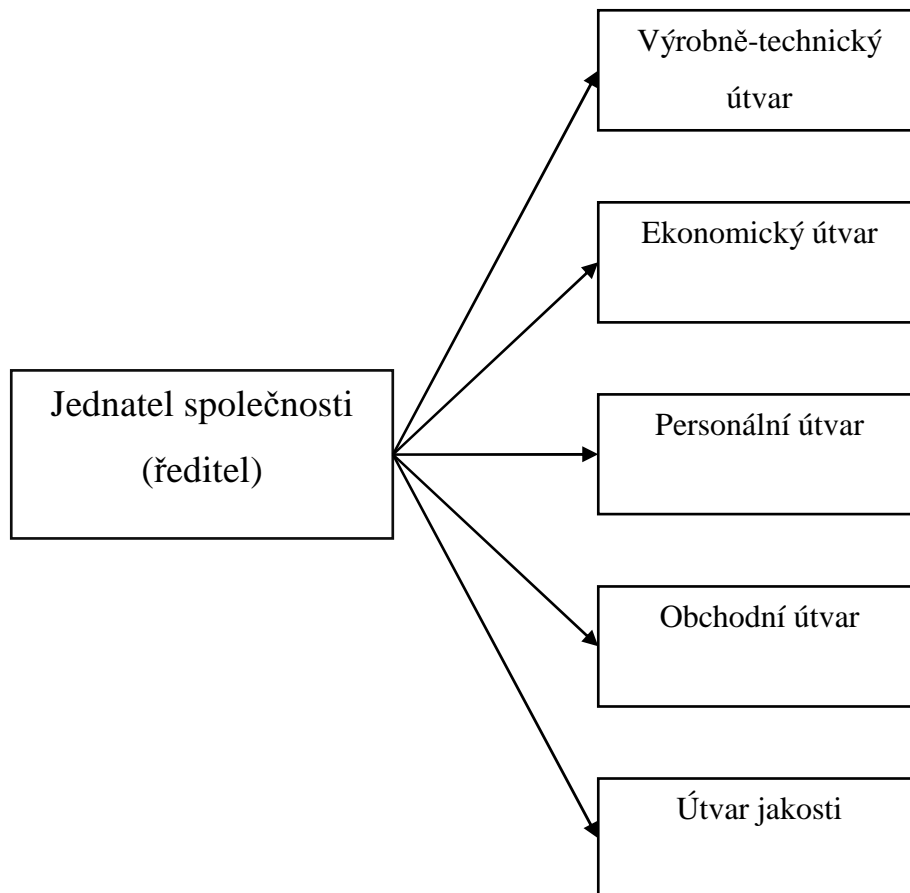 Výrobně-technický
útvar
Ekonomický útvar
Jednatel společnosti
(ředitel)
Personální útvar
Obchodní útvar
Útvar jakosti